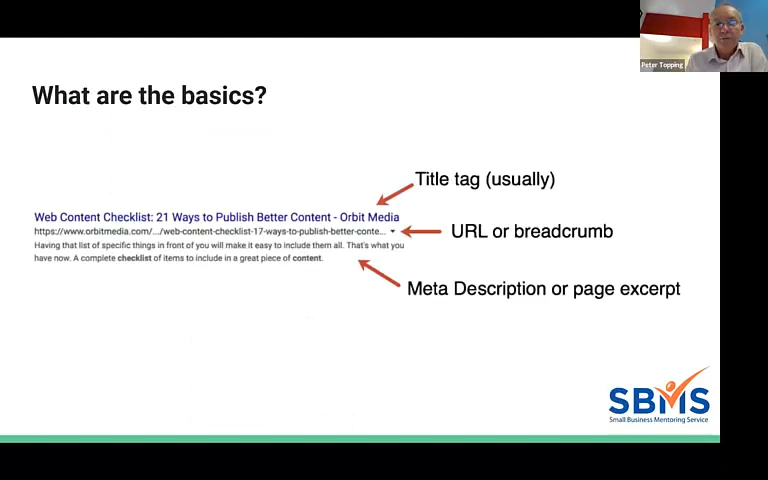 Peter Topping
What are the basics?
Title tag (usually)
Web Content Checklist: 21 Ways to Publish Better Content - Orbit Media
https://www.orbitmedia.com/.../web-content-checklist-17-ways-to-publish-better-conte...
URL or breadcrumb
Having that list of specific things in front of you will make it easy to include them all. That's what you
have now. A complete checklist of items to include in a great piece of content.
Meta Description or page excerpt
SBMS
Small Business Mentoring Service